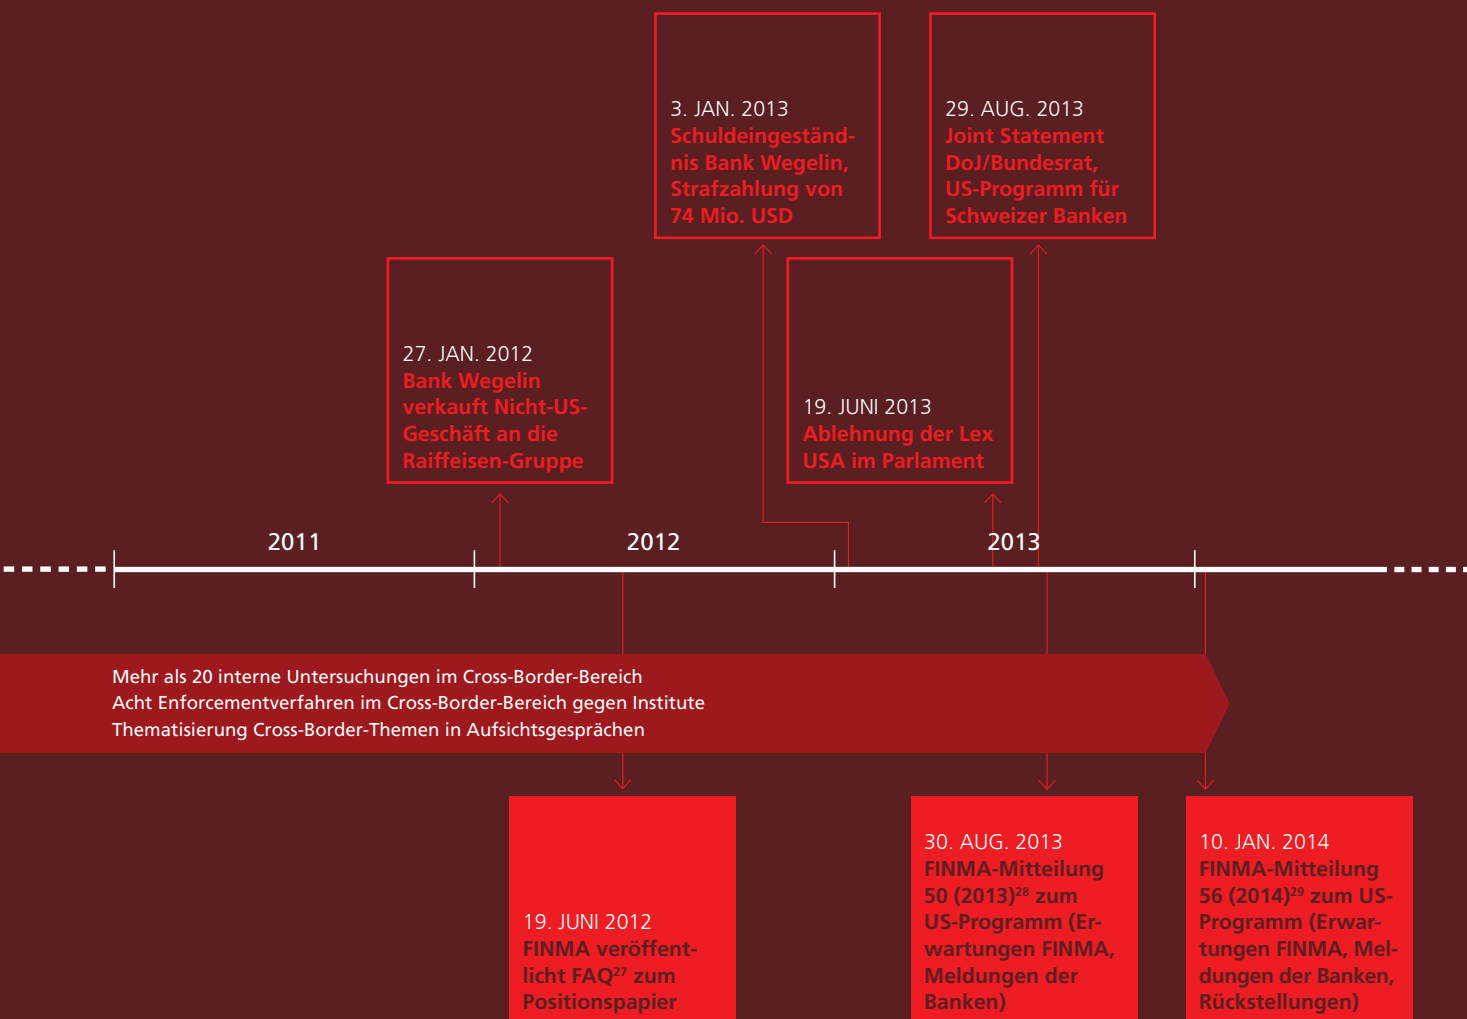 3. JAN. 2013
Schuldeingeständ-
nis Bank Wegelin,
Strafzahlung von
74 Mio. USD
29. AUG. 2013
Joint Statement
DoJ/Bundesrat,
US-Programm für
Schweizer Banken
27. JAN. 2012
Bank Wegelin
verkauft Nicht-US-
Geschäft an die
Raiffeisen-Gruppe
19. JUNI 2013
Ablehnung der Lex
USA im Parlament
2011
2012
2013
Mehr als 20 interne Untersuchungen im Cross-Border-Bereich
Acht Enforcementverfahren im Cross-Border-Bereich gegen Institute
Thematisierung Cross-Border-Themen in Aufsichtsgesprächen
19. JUNI 2012
FINMA veröffent-
licht FAQ²⁷ zum
Positionspapier
30. AUG. 2013
FINMA-Mitteilung
50 (2013)²⁸ zum
US-Programm (Er-
wartungen FINMA,
Meldungen der
Banken)
10. JAN. 2014
FINMA-Mitteilung
56 (2014)²⁹ zum US-
Programm (Erwar-
tungen FINMA, Mel-
dungen der Banken,
Rückstellungen)